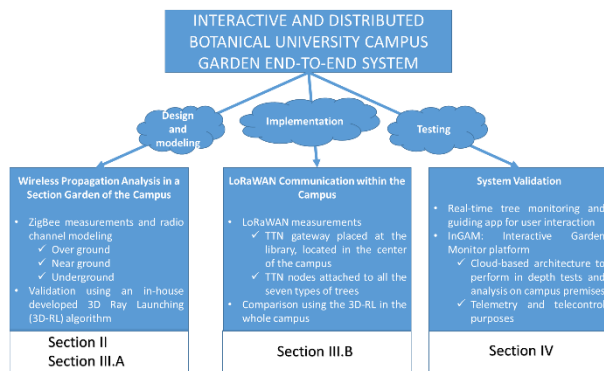 INTERACTIVE AND DISTRIBUTED
BOTANICAL UNIVERSITY CAMPUS
GARDEN END-TO-END SYSTEM
Design
and
modeling
Implementation
Testing
Wireless Propagation Analysis in a
Section Garden of the Campus
• ZigBee measurements and radio
channel modeling
✓ Over ground
✓ Near ground
✓ Underground
• Validation using an in-house
developed 3D Ray Launching
(3D-RL) algorithm
Section II
Section III.A
LoRaWAN Communication within the
Campus
• LoRaWAN measurements
✓ TTN gateway placed at the
library, located in the center
of the campus
✓ TTN nodes attached to all the
seven types of trees
• Comparison using the 3D-RL in the
whole campus
Section III.B
System Validation
• Real-time tree monitoring and
guiding app for user interaction
• InGAM: Interactive Garden
Monitor platform
✓ Cloud-based architecture to
perform in depth tests and
analysis on campus premises
✓ Telemetry and telecontrol
purposes
Section IV